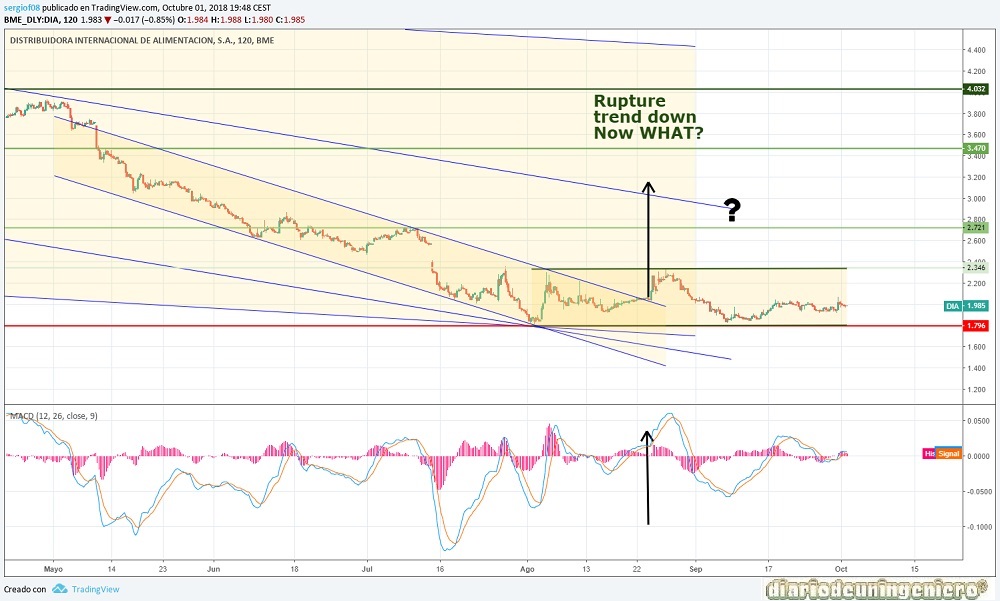 sergiof08 publicado en TradingView.com, Octubre 01, 2018 19:48 CEST
BME_DLY:DIA, 120 1.983 ▼ −0.017 (−0.85%) O:1.984 H:1.988 L:1.980 C:1.985
DISTRIBUIDORA INTERNACIONAL DE ALIMENTACION, S.A., 120, BME
4.400
4.200
4.032
3.800
3.600
3.470
3.200
3.000
2.800
2.721
2.600
2.400
2.346
2.200
DIA 1.985
1.796
1.600
1.400
1.200
Rupture
trend down
Now WHAT?
?
MACD (12, 26, close, 9)
0.0500
0.0000
His Signal
-0.0500
-0.1000
Mayo 14 23 Jun 13 22 Jul 16 Ago 13 22 Sep 17 Oct 15
Creado con TradingView
diariodeuningeniero